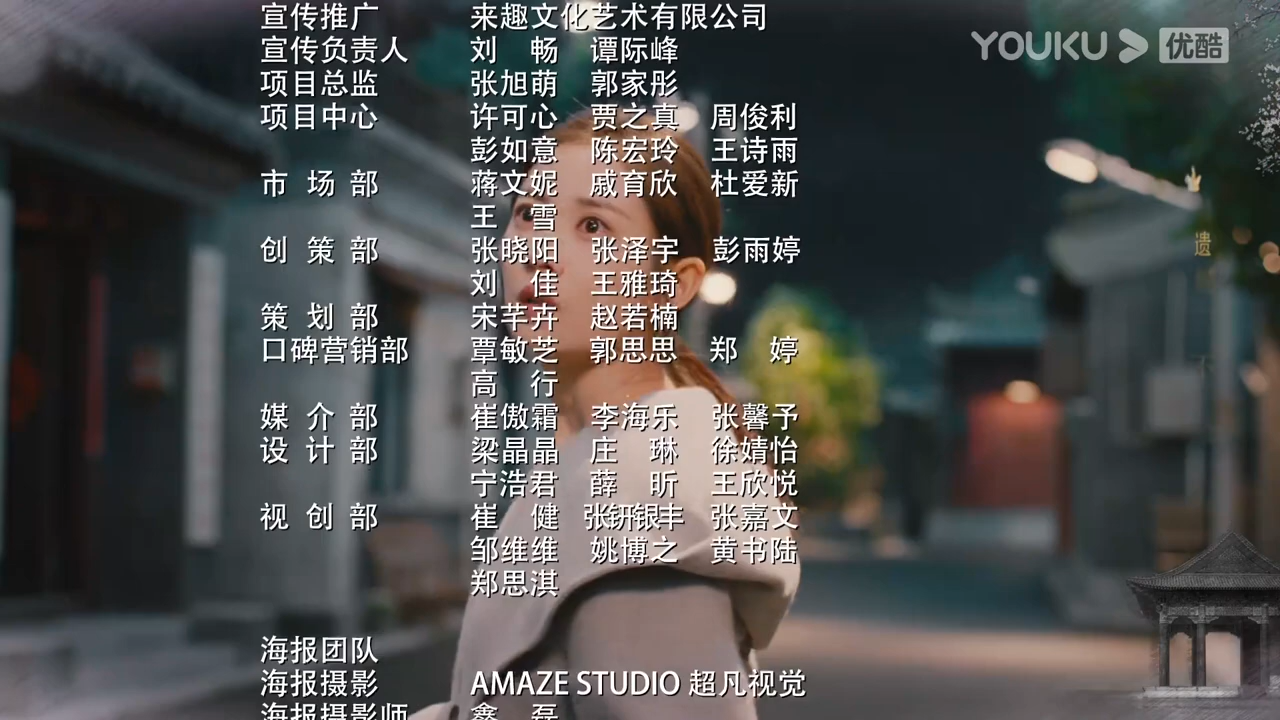 宣传推广 来趣文化艺术有限公司
YOUKU 优酷
宣传负责人 刘 畅 谭际峰
项目总监 张旭萌 郭家彤
项目中心 许可心 贾之真 周俊利
彭如意 陈宏玲 王诗雨
市 场 部 蒋文妮 戚育欣 杜爱新
王 雪
创 策 部 张晓阳 张泽宇 彭雨婷
遗
刘 佳 王雅琦
策 划 部 宋芊卉 赵若楠
口碑营销部 覃敏芝 郭思思 郑 婷
高 行
媒 介 部 崔傲霜 李海乐 张馨予
设 计 部 梁晶晶 庄 琳 徐婧怡
宁浩君 薛 昕 王欣悦
视 创 部 崔 健 张钘银丰 张嘉文
邹维维 姚博之 黄书陆
郑思淇
海报团队
海报摄影 AMAZE STUDIO 超凡视觉
海报摄影师 鑫 磊